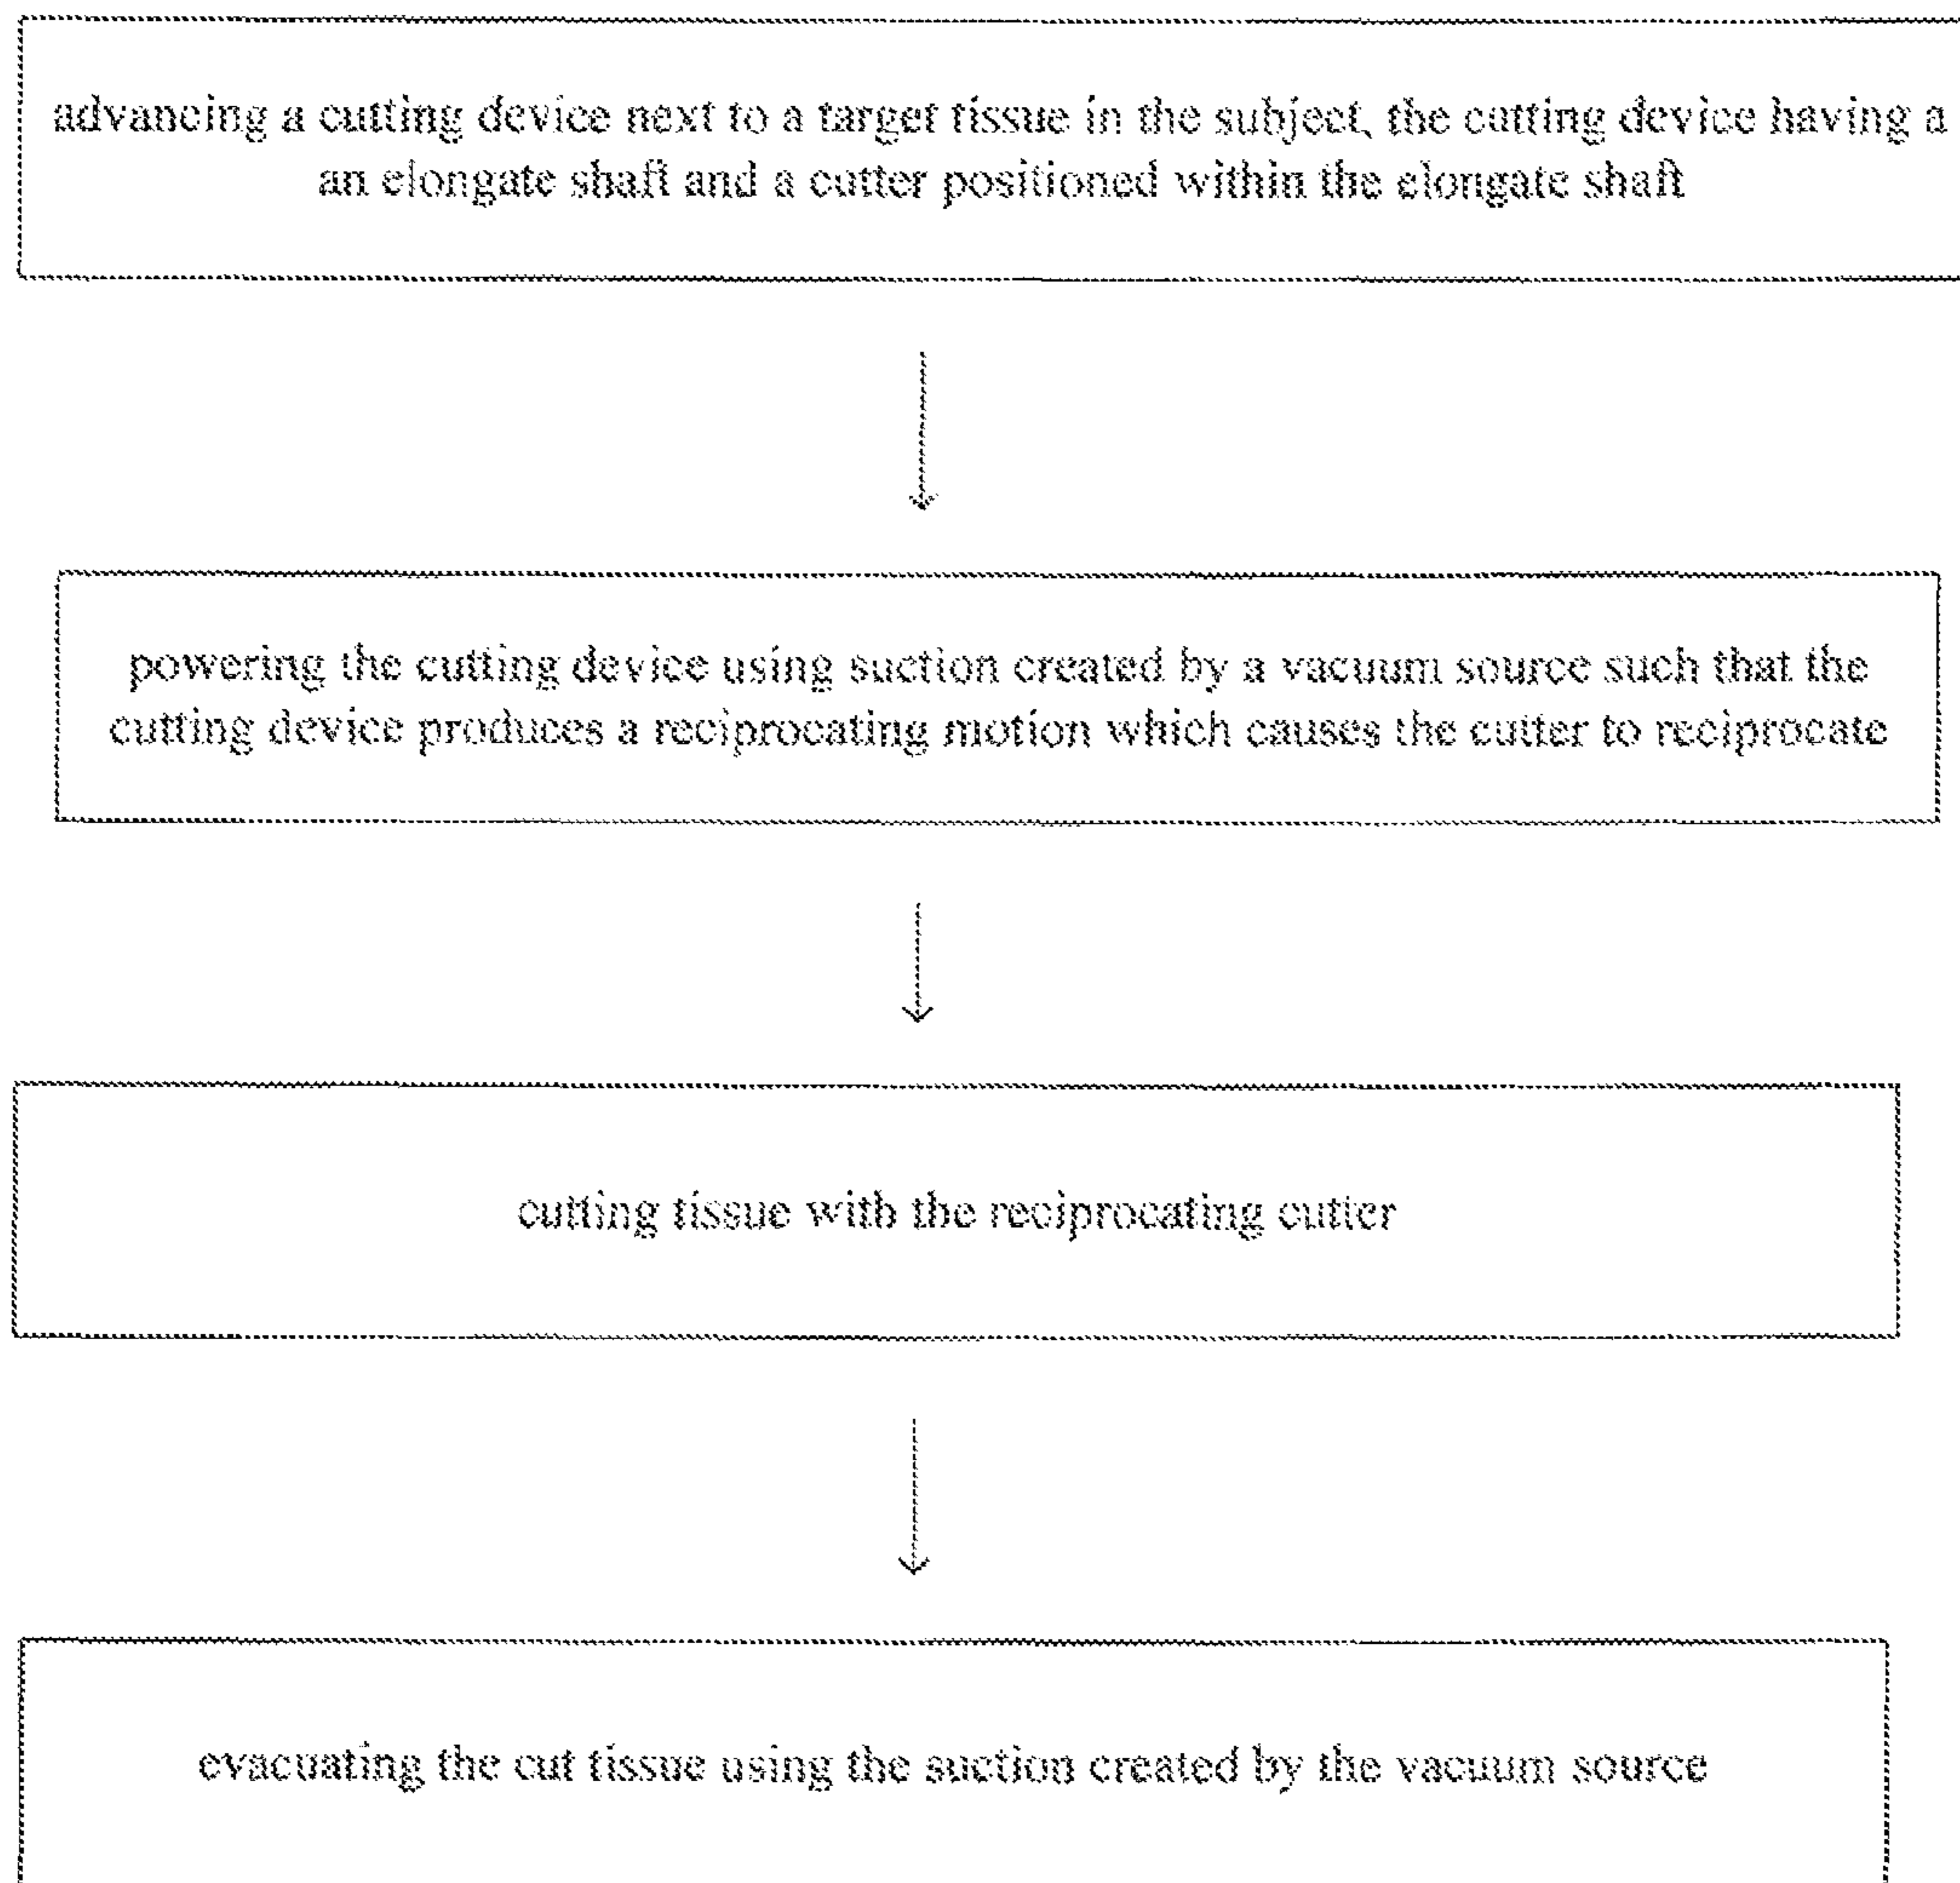 advancing a cutting device next to a target tissue in the subject, the cutting device having a
an elongate shaft and a cutter positioned within the elongate shaft
powering the cutting device using suction created by a vacuum source such that the
cutting device produces a reciprocating motion which causes the cutter to reciprocate
cutting tissue with the reciprocating cutter
evacuating the cut tissue using the suction created by the vacuum source